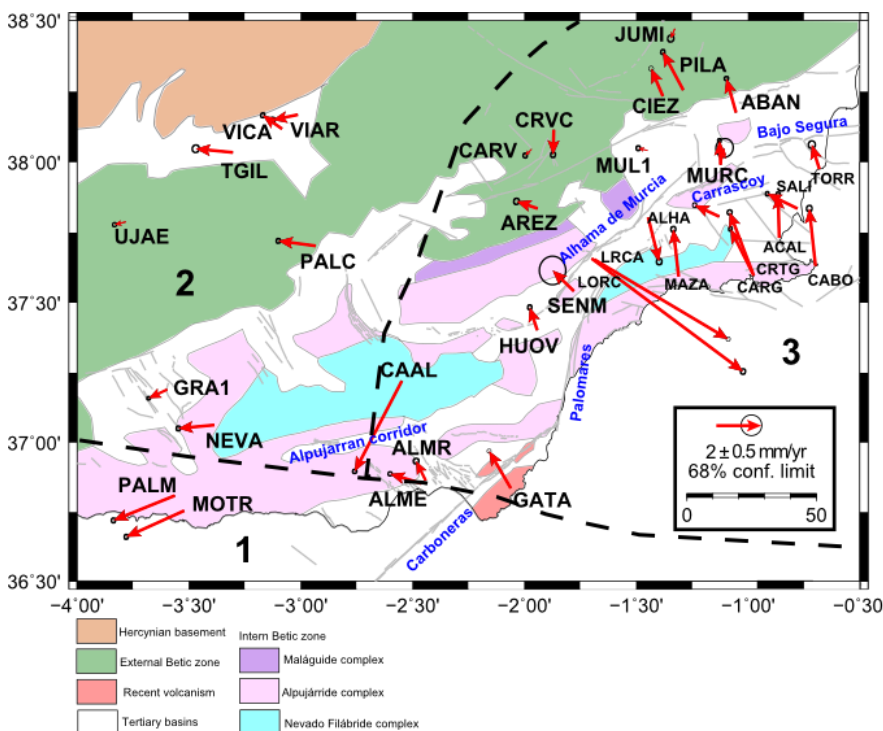 38°30'
38°00'
37°30'
37°00'
36°30'
−4°00'
−3°30'
−3°00'
−2°30'
−2°00'
−1°30'
−1°00'
−0°30'
JUMI
PILA
CIEZ
ABAN
VICA
VIAR
CRVC
CARV
TGIL
MUL1
MURC
Bajo Segura
TORR
Carrascoy
SALI
UJAE
AREZ
Alhama de Murcia
ALHA
ACAL
PALC
LRCA
LORC
MAZA
CRTG
CARG
CABO
2
SENM
HUOV
3
CAAL
Palomares
GRA1
NEVA
Alpujarran corridor
ALMR
ALME
GATA
PALM
MOTR
1
Carboneras
2 ± 0.5 mm/yr
68% conf. limit
0 50
Hercynian basement
External Betic zone
Recent volcanism
Tertiary basins
Intern Betic zone
Maláguide complex
Alpujárride complex
Nevado Filábride complex